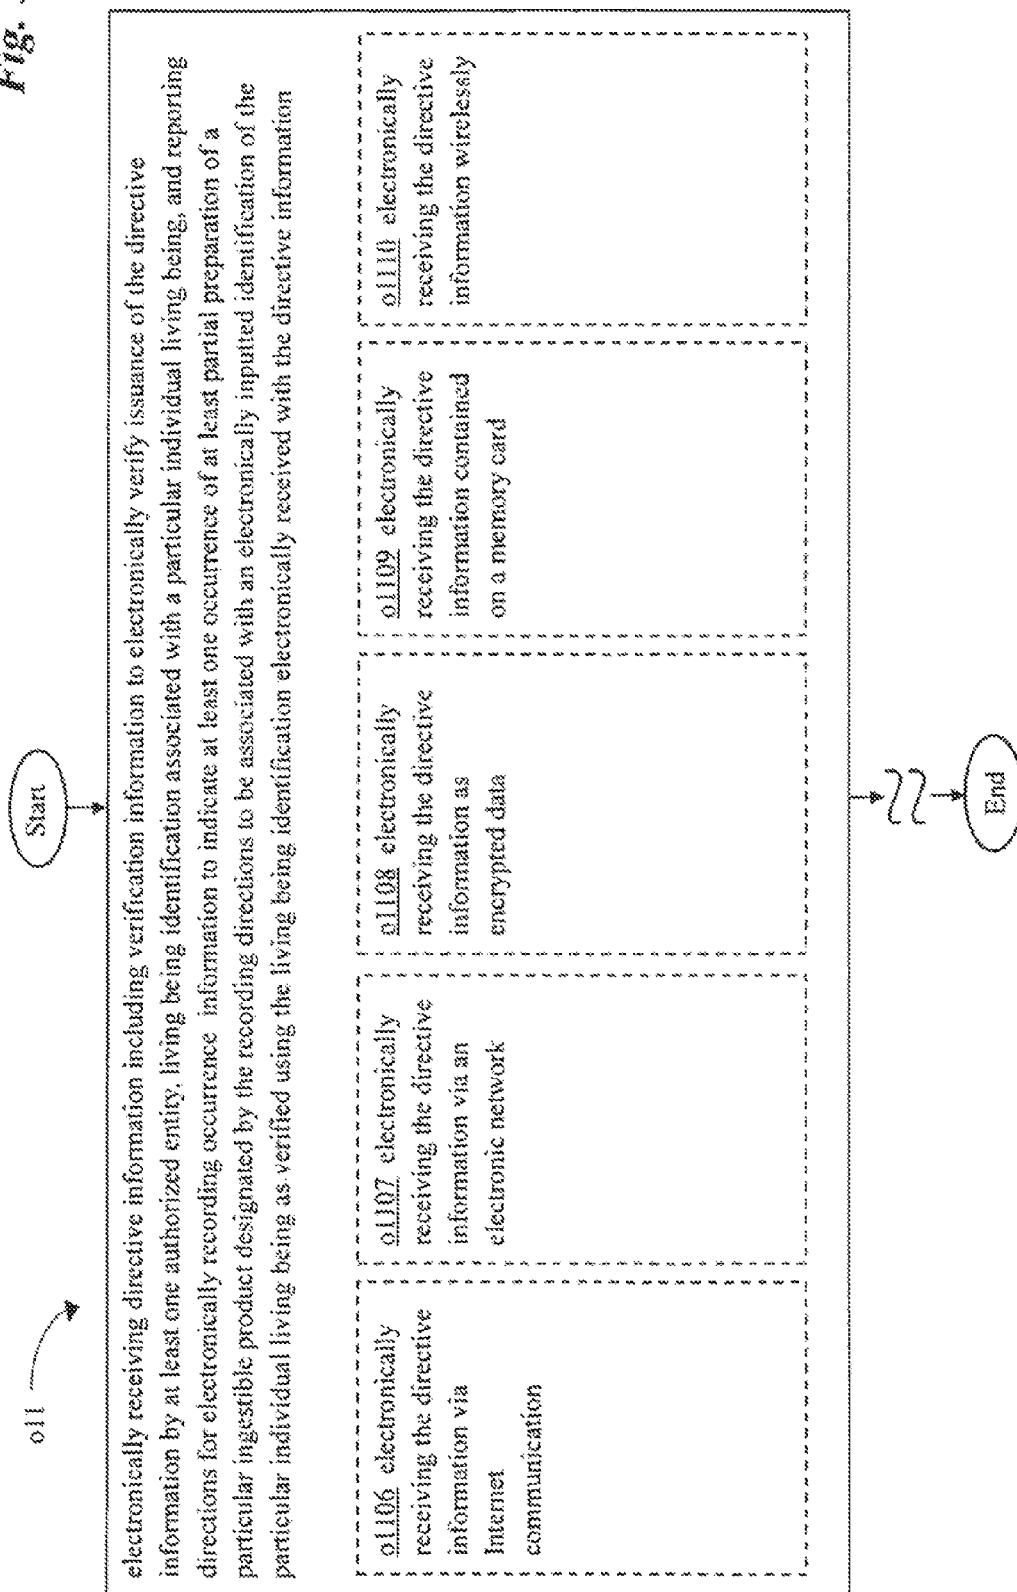 Fig.
o11
Start
electronically receiving directive information including verification information to electronically verify issuance of the directive
information by at least one authorized entity, living being identification associated with a particular individual living being, and reporting
directions for electronically recording occurrence information to indicate at least one occurrence of at least partial preparation of a
particular ingestible product designated by the recording directions to be associated with an electronically inputted identification of the
particular individual living being as verified using the living being identification electronically received with the directive information
o1106 electronically
receiving the directive
information via
Internet
communication
o1107 electronically
receiving the directive
information via an
electronic network
o1108 electronically
receiving the directive
information as
encrypted data
o1109 electronically
receiving the directive
information contained
on a memory card
o1110 electronically
receiving the directive
information wirelessly
End